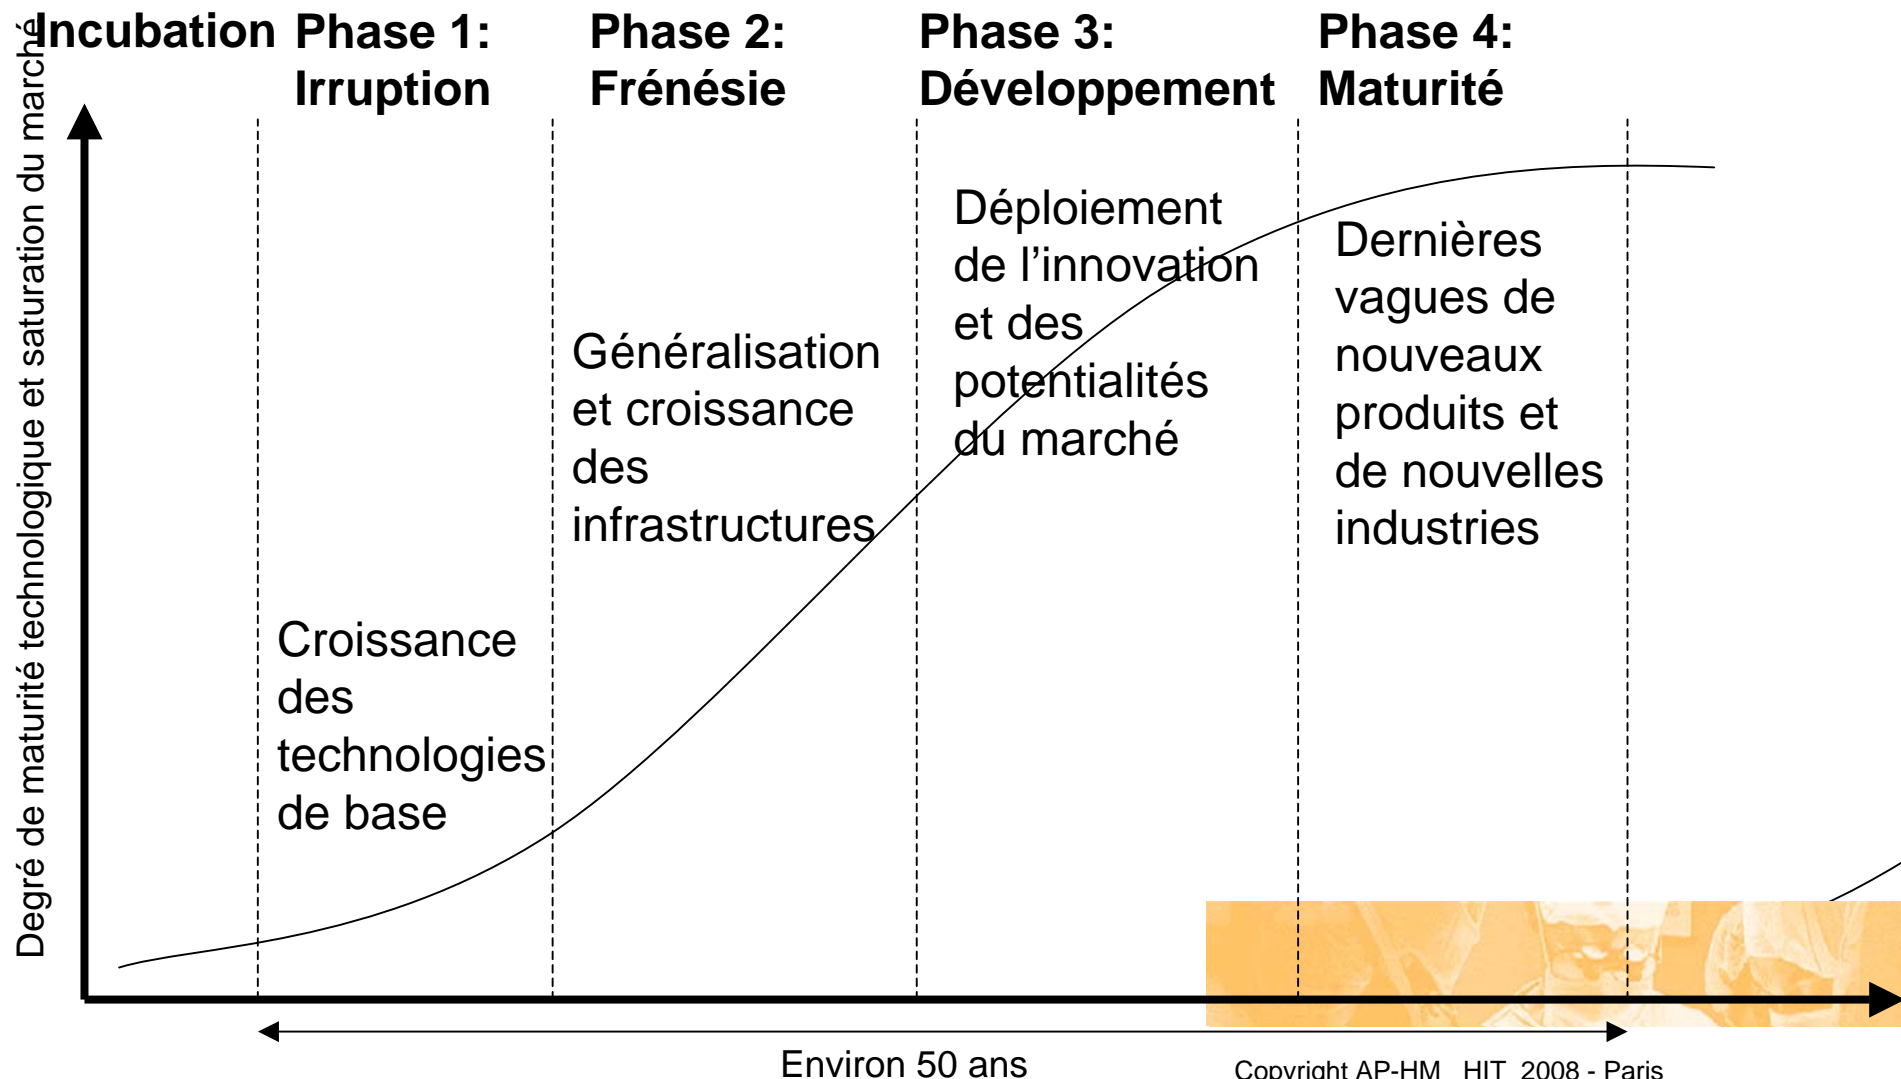 Incubation
Phase 1:
Irruption
Phase 2:
Frénésie
Phase 3:
Développement
Phase 4:
Maturité
Degré de maturité technologique et saturation du marché
Croissance
des
technologies
de base
Généralisation
et croissance
des
infrastructures
Déploiement
de l’innovation
et des
potentialités
du marché
Dernières
vagues de
nouveaux
produits et
de nouvelles
industries
Environ 50 ans
Copyright AP-HM HIT 2008 - Paris